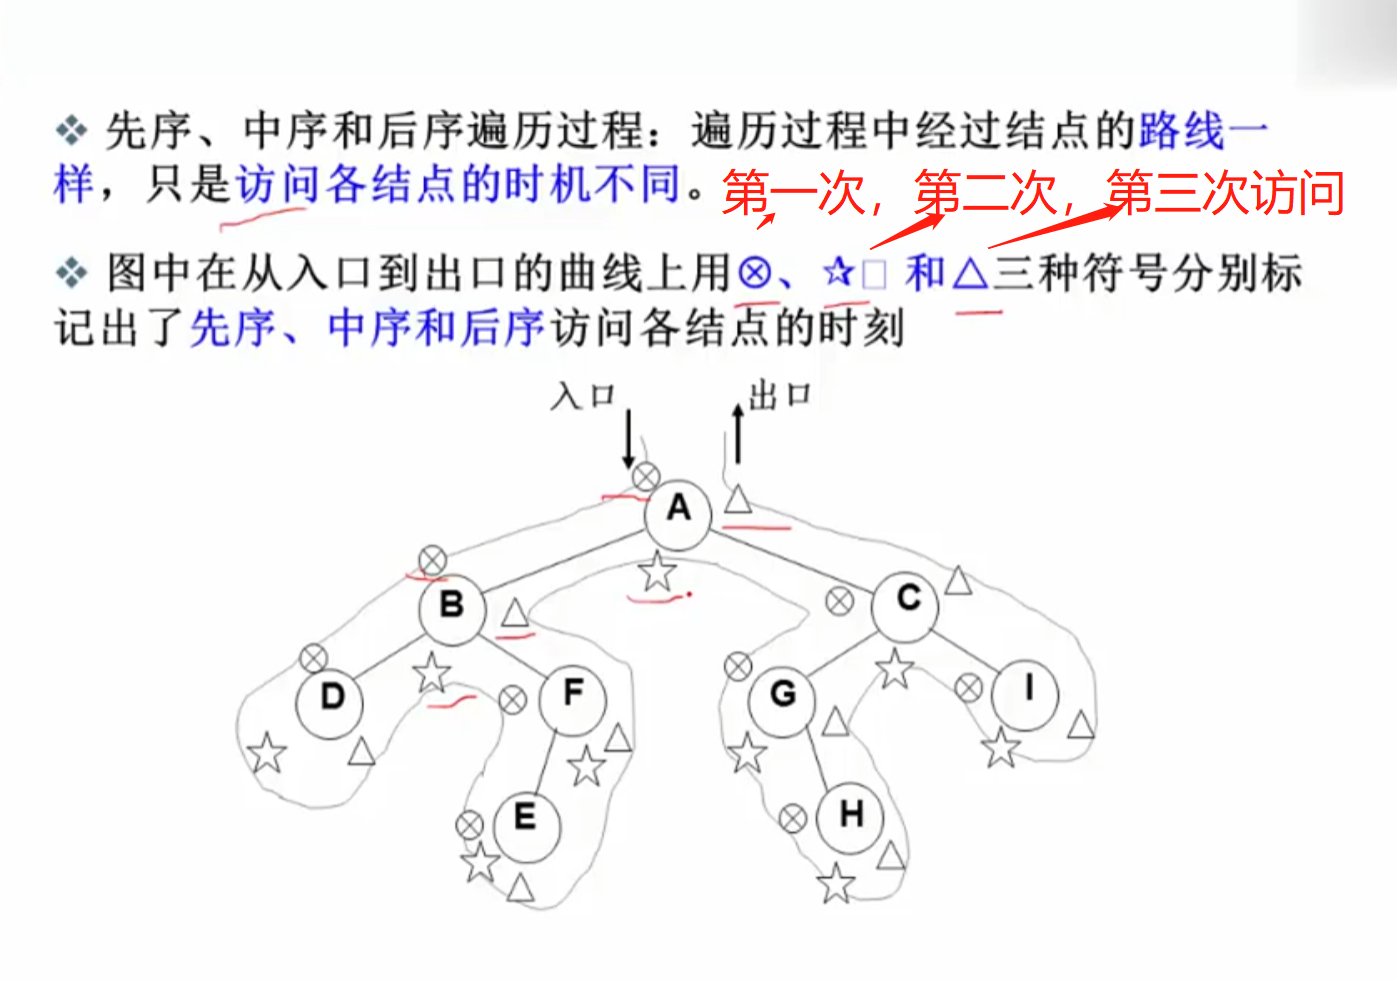 ❖ 先序、中序和后序遍历过程：遍历过程中经过结点的路线一
样，只是访问各结点的时机不同。第一次，第二次，第三次访问
❖ 图中在从入口到出口的曲线上用⊗、☆□ 和△三种符号分别标
记出了先序、中序和后序访问各结点的时刻
入口 出口
A
B C
D F G I
E H